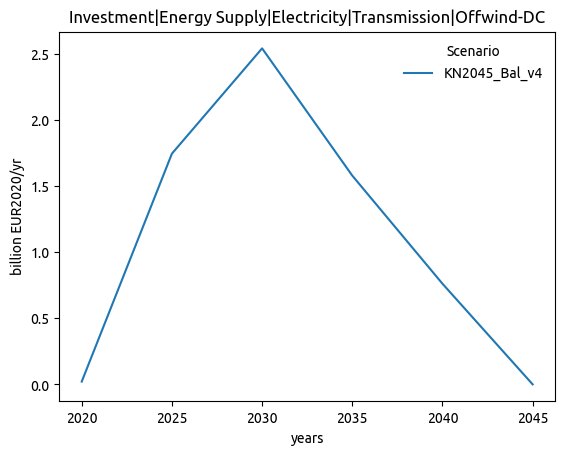 Investment|Energy Supply|Electricity|Transmission|Offwind-DC
Scenario
KN2045_Bal_v4
billion EUR2020/yr
2.5
2.0
1.5
1.0
0.5
0.0
2020 2025 2030 2035 2040 2045
years